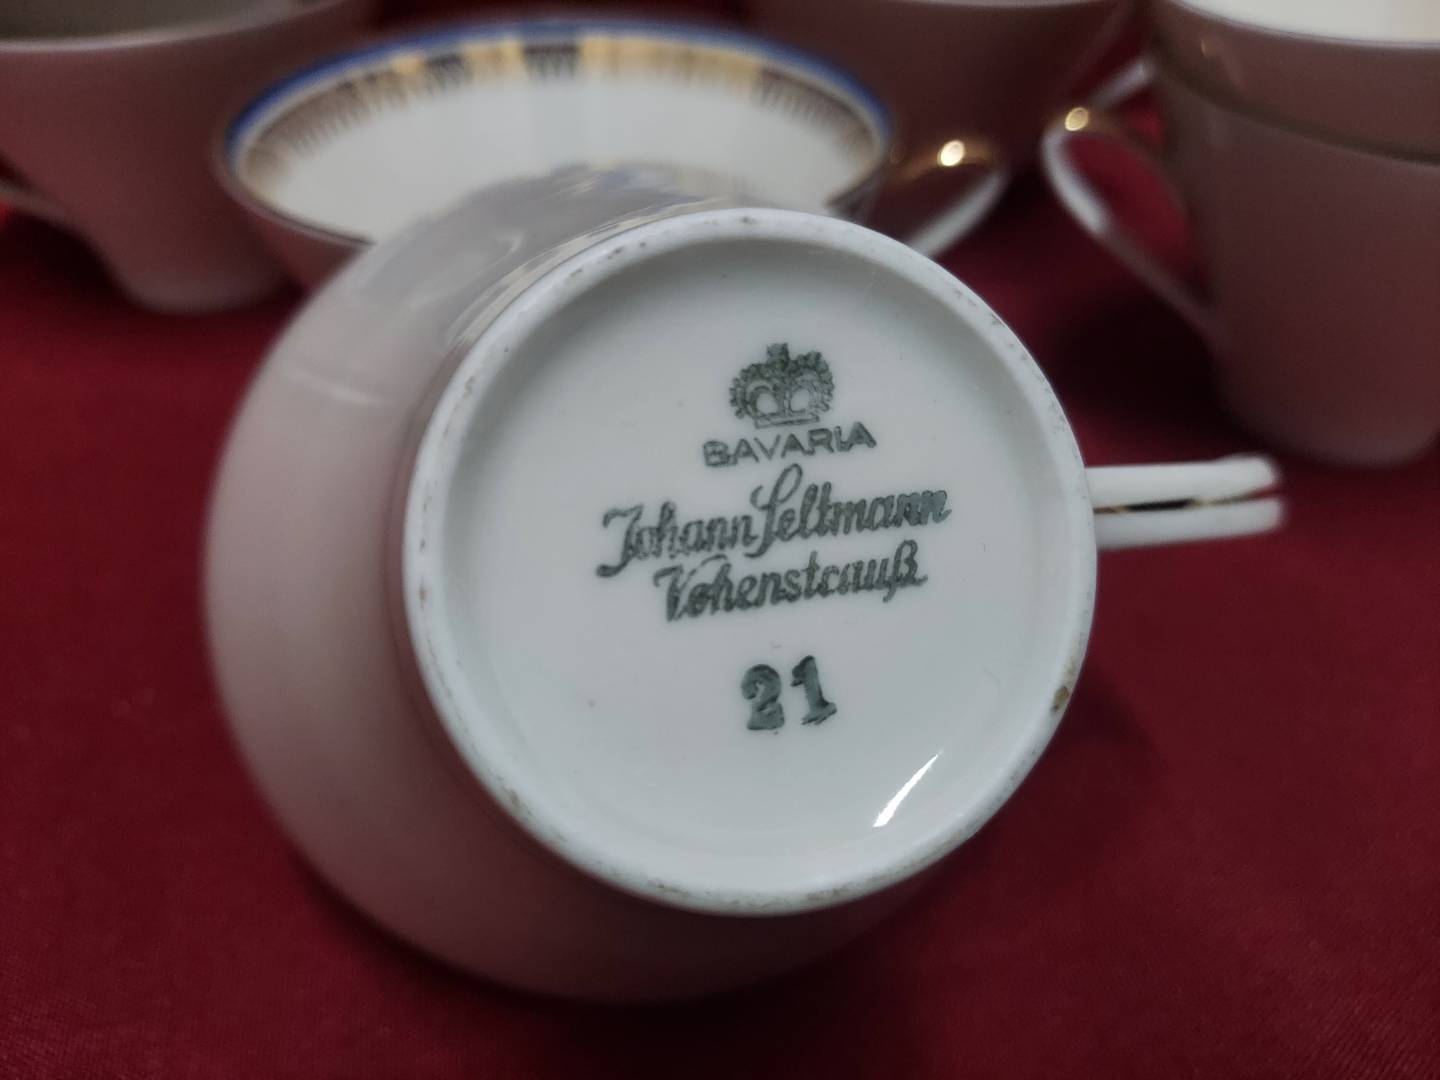 BAVARIA
Johann Seltmann
Vohenstrauß
21